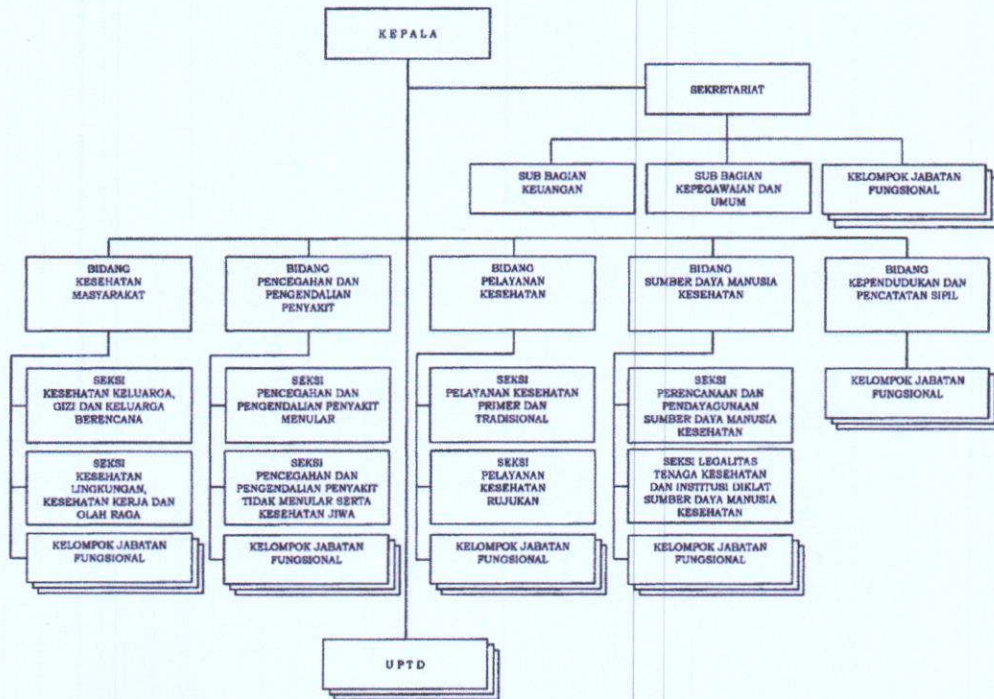 KEPALA
SEKRETARIAT
SUB BAGIAN
KEUANGAN
SUB BAGIAN
KEPEGAWAIAN DAN
UMUM
KELOMPOK JABATAN
FUNGSIONAL
BIDANG
KESEHATAN
MASYARAKAT
BIDANG
PENCEGAHAN DAN
PENGENDALIAN
PENYAKIT
BIDANG
PELAYANAN
KESEHATAN
BIDANG
SUMBER DAYA MANUSIA
KESEHATAN
BIDANG
KEPENDUDUKAN DAN
PENCATATAN SIPIL
SEKSI
KESEHATAN KELUARGA,
GIZI DAN KELUARGA
BERENCANA
SEKSI
PENCEGAHAN DAN
PENGENDALIAN PENYAKIT
MENULAR
SEKSI
PELAYANAN KESEHATAN
PRIMER DAN
TRADISIONAL
SEKSI
PERENCANAAN DAN
PENDAYAGUNAAN
SUMBER DAYA MANUSIA
KESEHATAN
KELOMPOK JABATAN
FUNGSIONAL
SEKSI
KESEHATAN
LINGKUNGAN,
KESEHATAN KERJA DAN
OLAH RAGA
SEKSI
PENCEGAHAN DAN
PENGENDALIAN PENYAKIT
TIDAK MENULAR SERTA
KESEHATAN JIWA
SEKSI
PELAYANAN
KESEHATAN
RUJUKAN
SEKSI LEGALITAS
TENAGA KESEHATAN
DAN INSTITUSI DIKLAT
SUMBER DAYA MANUSIA
KESEHATAN
KELOMPOK JABATAN
FUNGSIONAL
KELOMPOK JABATAN
FUNGSIONAL
KELOMPOK JABATAN
FUNGSIONAL
KELOMPOK JABATAN
FUNGSIONAL
UPTD